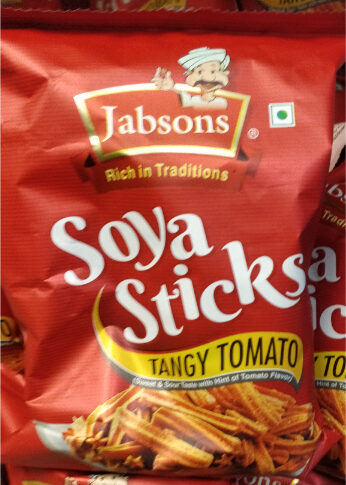 Jabsons
®
Rich in Traditions
Soya
Sticks
TANGY TOMATO
(Sweet & Sour Taste with Hint of Tomato Flavor)